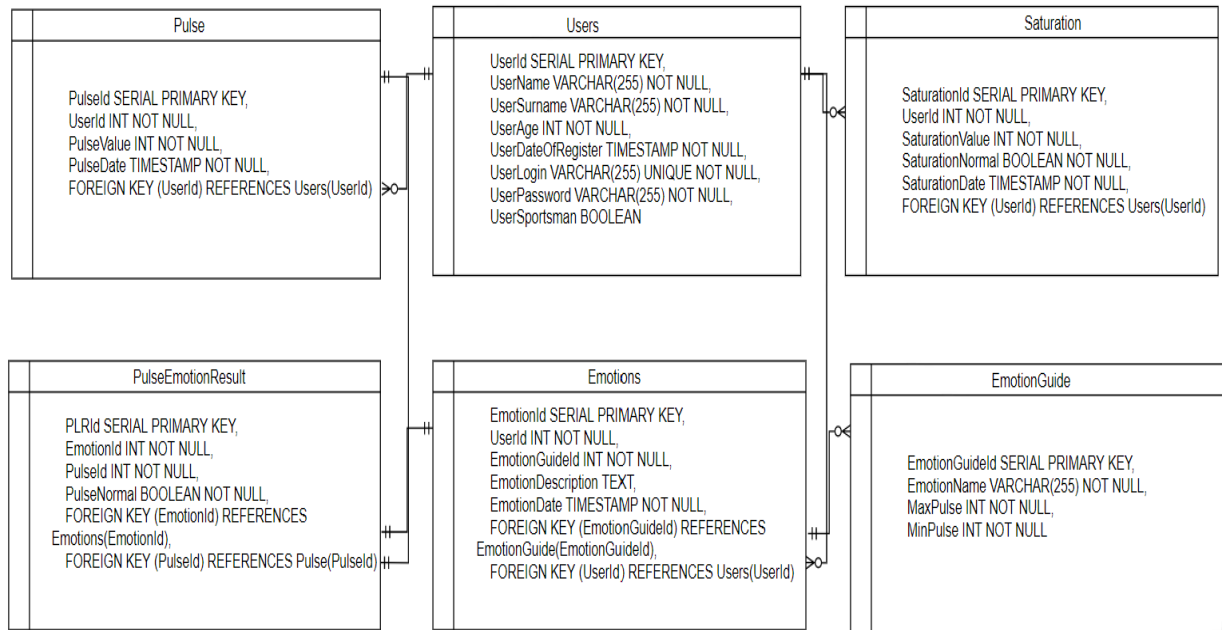 Pulse
PulseId SERIAL PRIMARY KEY,
UserId INT NOT NULL,
PulseValue INT NOT NULL,
PulseDate TIMESTAMP NOT NULL,
FOREIGN KEY (UserId) REFERENCES Users(UserId)
Users
UserId SERIAL PRIMARY KEY,
UserName VARCHAR(255) NOT NULL,
UserSurname VARCHAR(255) NOT NULL,
UserAge INT NOT NULL,
UserDateOfRegister TIMESTAMP NOT NULL,
UserLogin VARCHAR(255) UNIQUE NOT NULL,
UserPassword VARCHAR(255) NOT NULL,
UserSportsman BOOLEAN
Saturation
SaturationId SERIAL PRIMARY KEY,
UserId INT NOT NULL,
SaturationValue INT NOT NULL,
SaturationNormal BOOLEAN NOT NULL,
SaturationDate TIMESTAMP NOT NULL,
FOREIGN KEY (UserId) REFERENCES Users(UserId)
PulseEmotionResult
PLRId SERIAL PRIMARY KEY,
EmotionId INT NOT NULL,
PulseId INT NOT NULL,
PulseNormal BOOLEAN NOT NULL,
FOREIGN KEY (EmotionId) REFERENCES
Emotions(EmotionId),
FOREIGN KEY (PulseId) REFERENCES Pulse(PulseId)
Emotions
EmotionId SERIAL PRIMARY KEY,
UserId INT NOT NULL,
EmotionGuideId INT NOT NULL,
EmotionDescription TEXT,
EmotionDate TIMESTAMP NOT NULL,
FOREIGN KEY (EmotionGuideId) REFERENCES
EmotionGuide(EmotionGuideId),
FOREIGN KEY (UserId) REFERENCES Users(UserId)
EmotionGuide
EmotionGuideId SERIAL PRIMARY KEY,
EmotionName VARCHAR(255) NOT NULL,
MaxPulse INT NOT NULL,
MinPulse INT NOT NULL